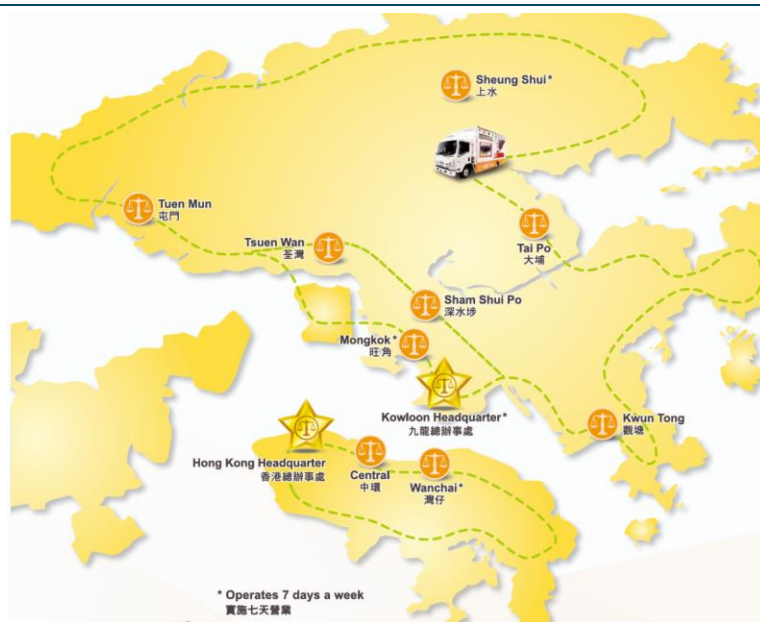 Sheung Shui*
上水
Tuen Mun
屯門
Tsuen Wan
荃灣
Tai Po
大埔
Sham Shui Po
深水埗
Mongkok*
旺角
Kowloon Headquarter*
九龍總辦事處
Kwun Tong
觀塘
Hong Kong Headquarter
香港總辦事處
Central
中環
Wanchai*
灣仔
* Operates 7 days a week
實施七天營業